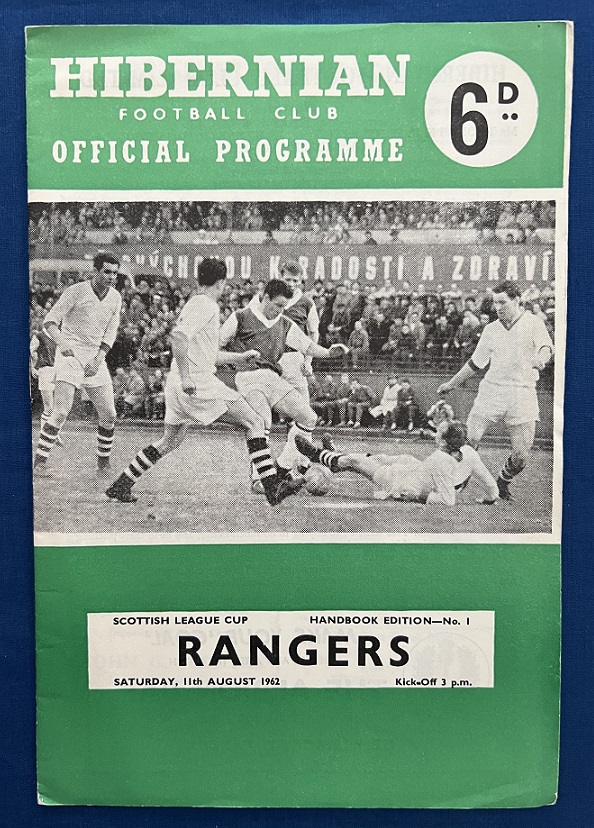 HIBERNIAN
FOOTBALL CLUB
OFFICIAL PROGRAMME
6D
A ZDRAVÍ
SCOTTISH LEAGUE CUP HANDBOOK EDITION—No. 1
RANGERS
SATURDAY, 11th AUGUST 1962 Kick-Off 3 p.m.